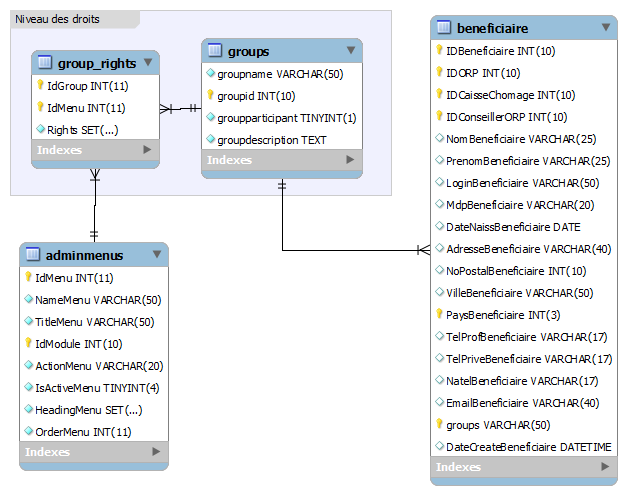 Niveau des droits
group_rights
IdGroup INT(11)
IdMenu INT(11)
Rights SET(...)
Indexes
groups
groupname VARCHAR(50)
groupid INT(10)
groupparticipant TINYINT(1)
groupdescription TEXT
Indexes
adminmenus
IdMenu INT(11)
NameMenu VARCHAR(50)
TitleMenu VARCHAR(50)
IdModule INT(10)
ActionMenu VARCHAR(20)
IsActiveMenu TINYINT(4)
HeadingMenu SET(...)
OrderMenu INT(11)
Indexes
beneficiaire
IDBeneficiaire INT(10)
IDORP INT(10)
IDCaisseChomage INT(10)
IDConseillerORP INT(10)
NomBeneficiaire VARCHAR(25)
PrenomBeneficiaire VARCHAR(25)
LoginBeneficiaire VARCHAR(50)
MdpBeneficiaire VARCHAR(20)
DateNaissBeneficiaire DATE
AdresseBeneficiaire VARCHAR(40)
NoPostalBeneficiaire INT(10)
VilleBeneficiaire VARCHAR(50)
PaysBeneficiaire INT(3)
TelProfBeneficiaire VARCHAR(17)
TelPriveBeneficiaire VARCHAR(17)
NatelBeneficiaire VARCHAR(17)
EmailBeneficiaire VARCHAR(40)
groups VARCHAR(50)
DateCreateBeneficiaire DATETIME
Indexes